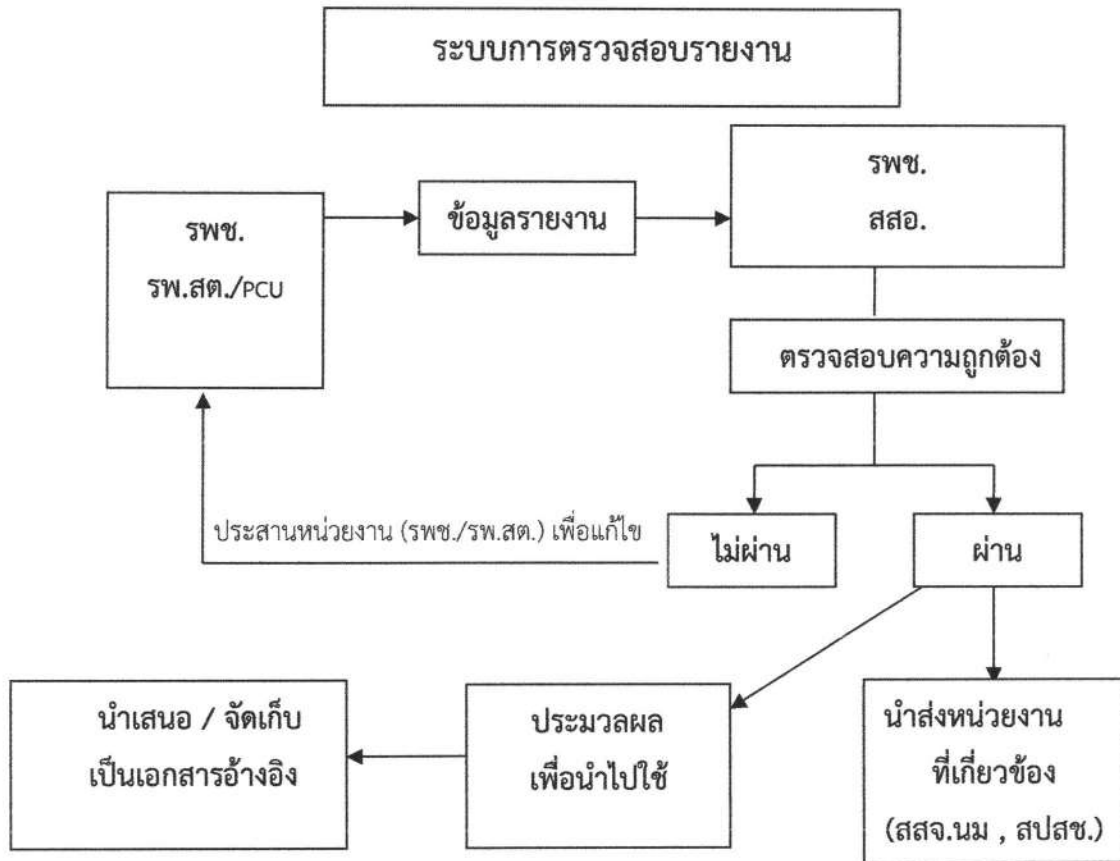 ระบบการตรวจสอบรายงาน
รพช.
สสอ.
ข้อมูลรายงาน
รพช.
รพ.สต./PCU
ตรวจสอบความถูกต้อง
ประสานหน่วยงาน (รพช./รพ.สต.) เพื่อแก้ไข
ไม่ผ่าน
ผ่าน
นำเสนอ / จัดเก็บ
เป็นเอกสารอ้างอิง
ประมวลผล
เพื่อนำไปใช้
นำส่งหน่วยงาน
ที่เกี่ยวข้อง
(สสจ.นม , สปสช.)